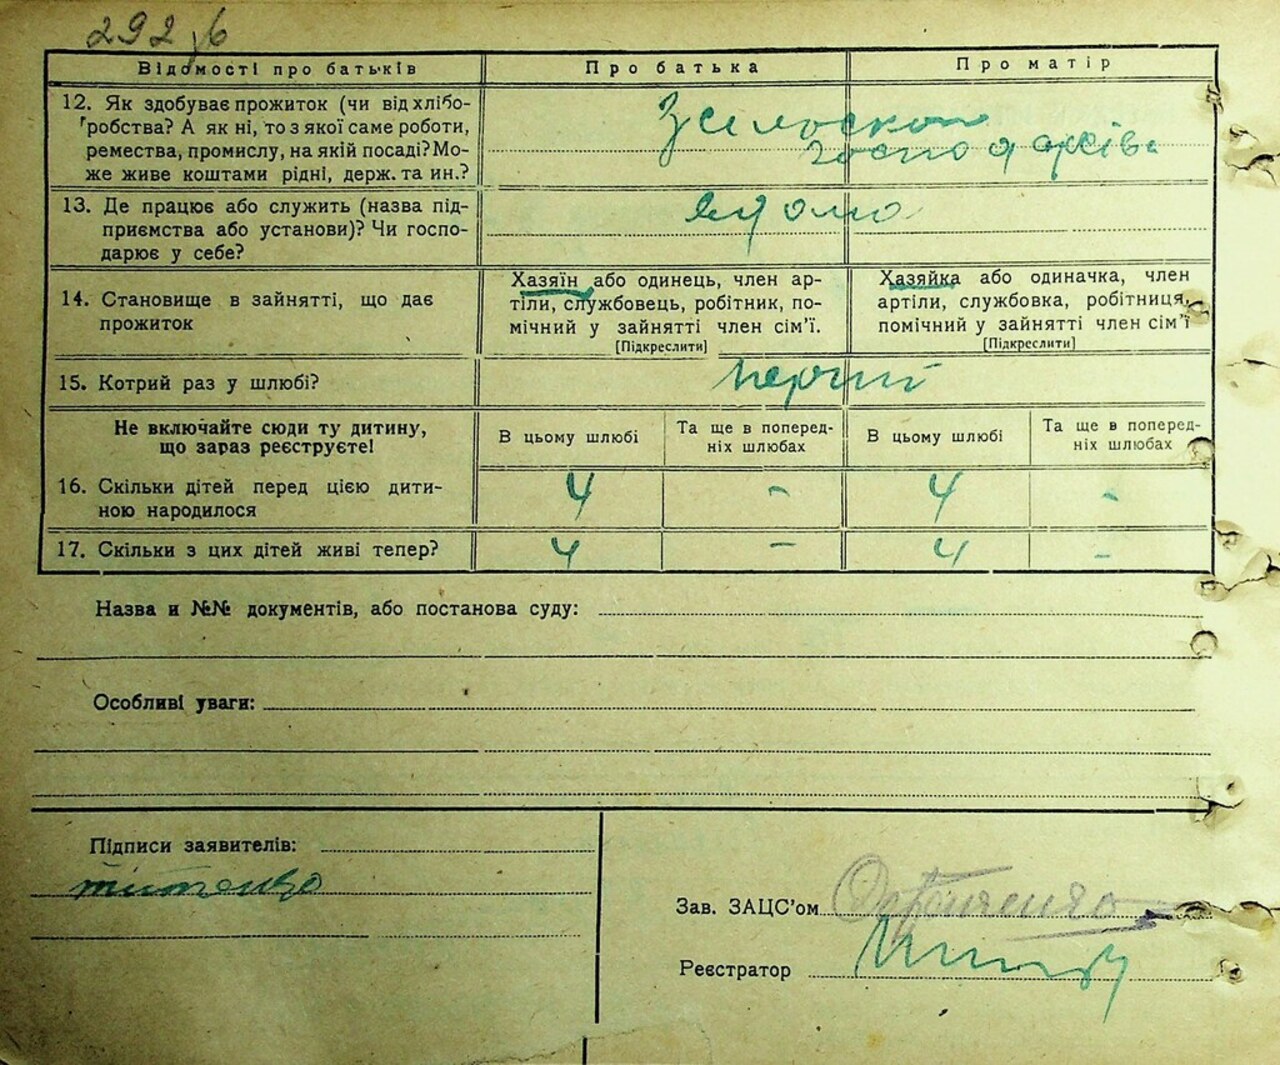 292
Відомості про батьків
Про батька
Про матір
12. Як здобуває прожиток (чи від хлібо-
робства? А як ні, то з якої саме роботи,
ремества, промислу, на якій посаді? Мо-
же живе коштами рідні, держ. та ин.?
З сільського
господарства
13. Де працює або служить (назва під-
приємства або установи)? Чи госпо-
дарює у себе?
вдома
14. Становище в зайнятті, що дає
прожиток
Хазяїн або одинець, член ар-
тіли, службовець, робітник, по-
мічний у зайнятті член сім’ї.
[Підкреслити]
Хазяйка або одиначка, член
артіли, службовка, робітниця,
помічний у зайнятті член сім’ї
[Підкреслити]
15. Котрий раз у шлюбі?
перший
Не включайте сюди ту дитину,
що зараз реєструєте!
В цьому шлюбі
Та ще в поперед-
ніх шлюбах
В цьому шлюбі
Та ще в поперед-
ніх шлюбах
16. Скільки дітей перед цією дити-
ною народилося
4 - 4 -
17. Скільки з цих дітей живі тепер?
4 - 4 -
Назва и №№ документів, або постанова суду:
Особливі уваги:
Підписи заявителів:
Зав. ЗАЦС’ом
Реєстратор